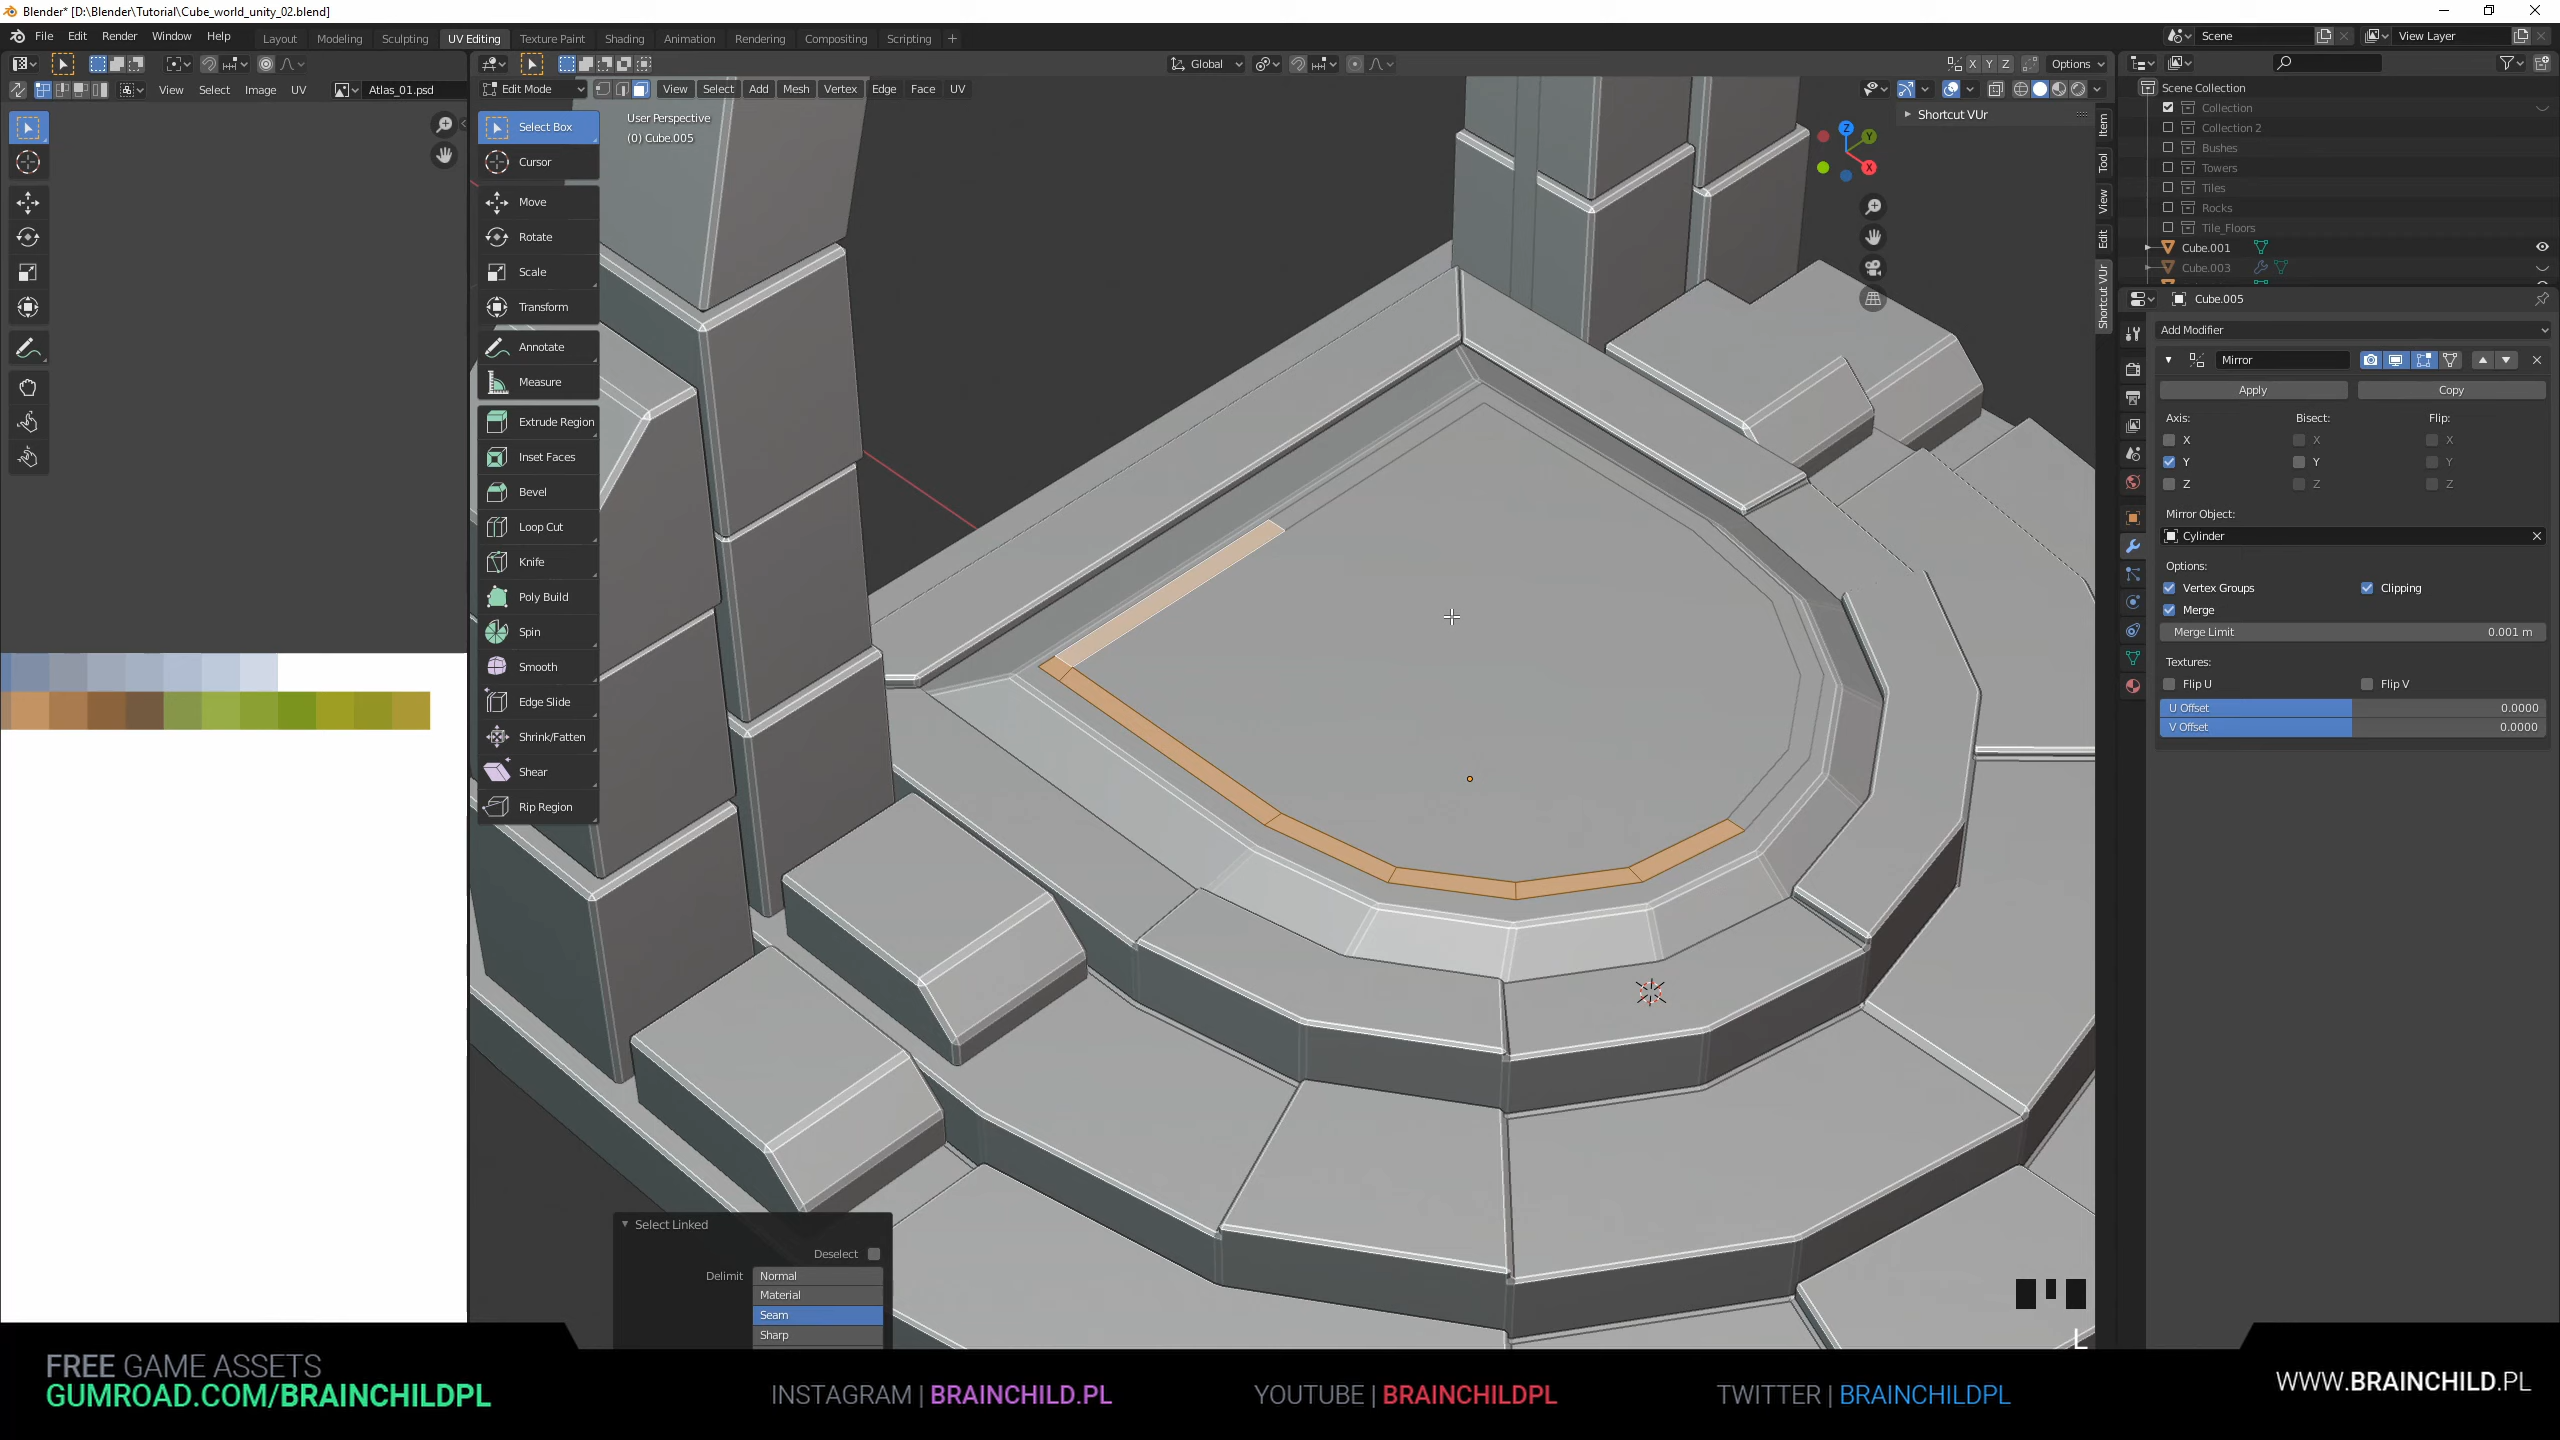 Blender* [D:\Blender\Tutorial\Cube_world_unity_02.blend]
File Edit Render Window Help Layout Modeling Sculpting UV Editing Texture Paint Shading Animation Rendering Compositing Scripting + Scene View Layer
Global X Y Z Options
View Select Image UV Atlas_01.psd Edit Mode View Select Add Mesh Vertex Edge Face UV
User Perspective
(0) Cube.005
Select Box
Cursor
Move
Rotate
Scale
Transform
Annotate
Measure
Extrude Region
Inset Faces
Bevel
Loop Cut
Knife
Poly Build
Spin
Smooth
Edge Slide
Shrink/Fatten
Shear
Rip Region
Shortcut VUr
Z
Y
X
Item
Tool
View
Edit
Shortcut VUr
Select Linked
Deselect
Delimit Normal
Material
Seam
Sharp
L
Scene Collection
Collection
Collection 2
Bushes
Towers
Tiles
Rocks
Tile_Floors
Cube.001
Cube.003
Cube.005
Add Modifier
Mirror
Apply Copy
Axis: Bisect: Flip:
X X X
Y Y Y
Z Z Z
Mirror Object:
Cylinder
Options:
Vertex Groups Clipping
Merge
Merge Limit 0.001 m
Textures:
Flip U Flip V
U Offset 0.0000
V Offset 0.0000
FREE GAME ASSETS
GUMROAD.COM/BRAINCHILDPL
INSTAGRAM | BRAINCHILD.PL
YOUTUBE | BRAINCHILDPL
TWITTER | BRAINCHILDPL
WWW.BRAINCHILD.PL